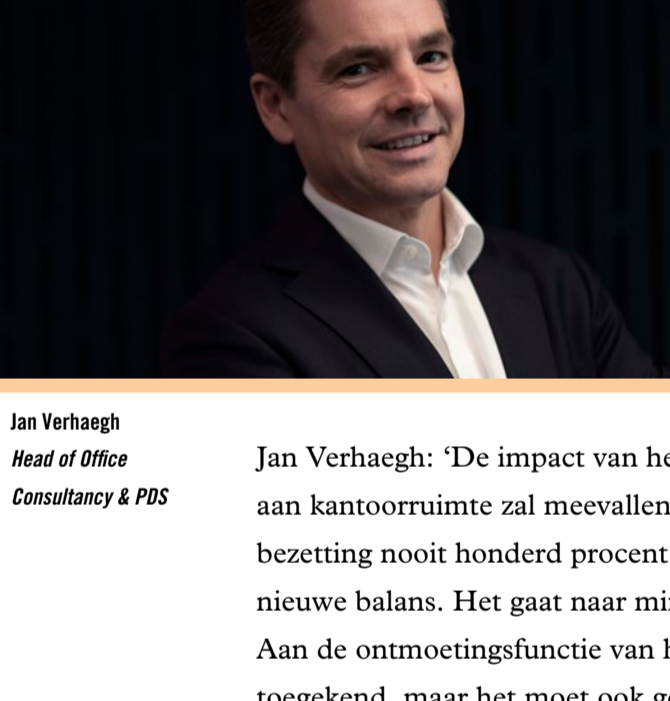 Jan Verhaegh
Head of Office
Consultancy & PDS
Jan Verhaegh: ‘De impact van
aan kantoorruimte zal meevallen
bezetting nooit honderd procent
nieuwe balans. Het gaat naar
Aan de ontmoetingsfunctie van
toegekend, maar het moet ook